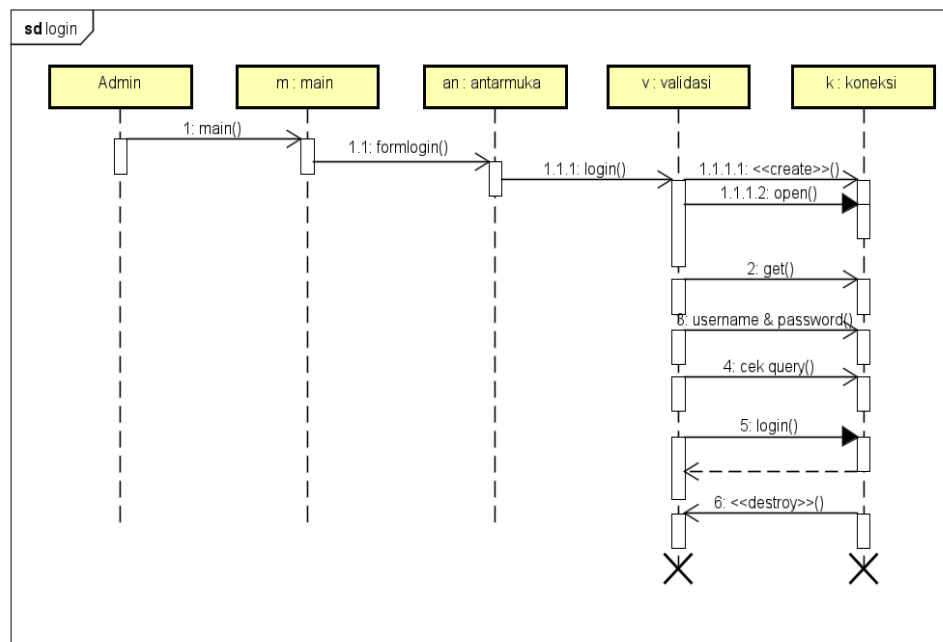 sd login
Admin
m : main
an : antarmuka
v : validasi
k : koneksi
1: main()
1.1: formlogin()
1.1.1: login()
1.1.1.1: <<create>>()
1.1.1.2: open()
2: get()
3: username & password()
4: cek query()
5: login()
6: <<destroy>>()